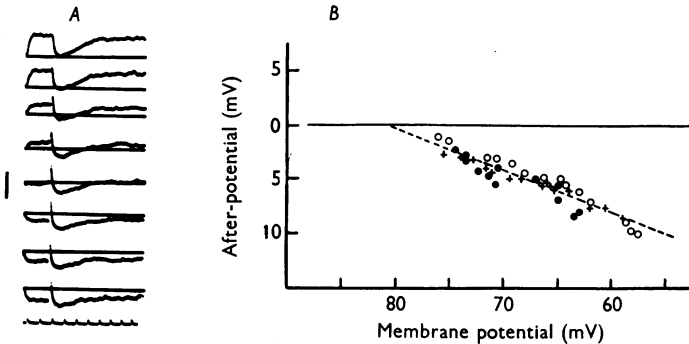 A
B
After-potential (mV)
5
0
5
10
80 70 60
Membrane potential (mV)